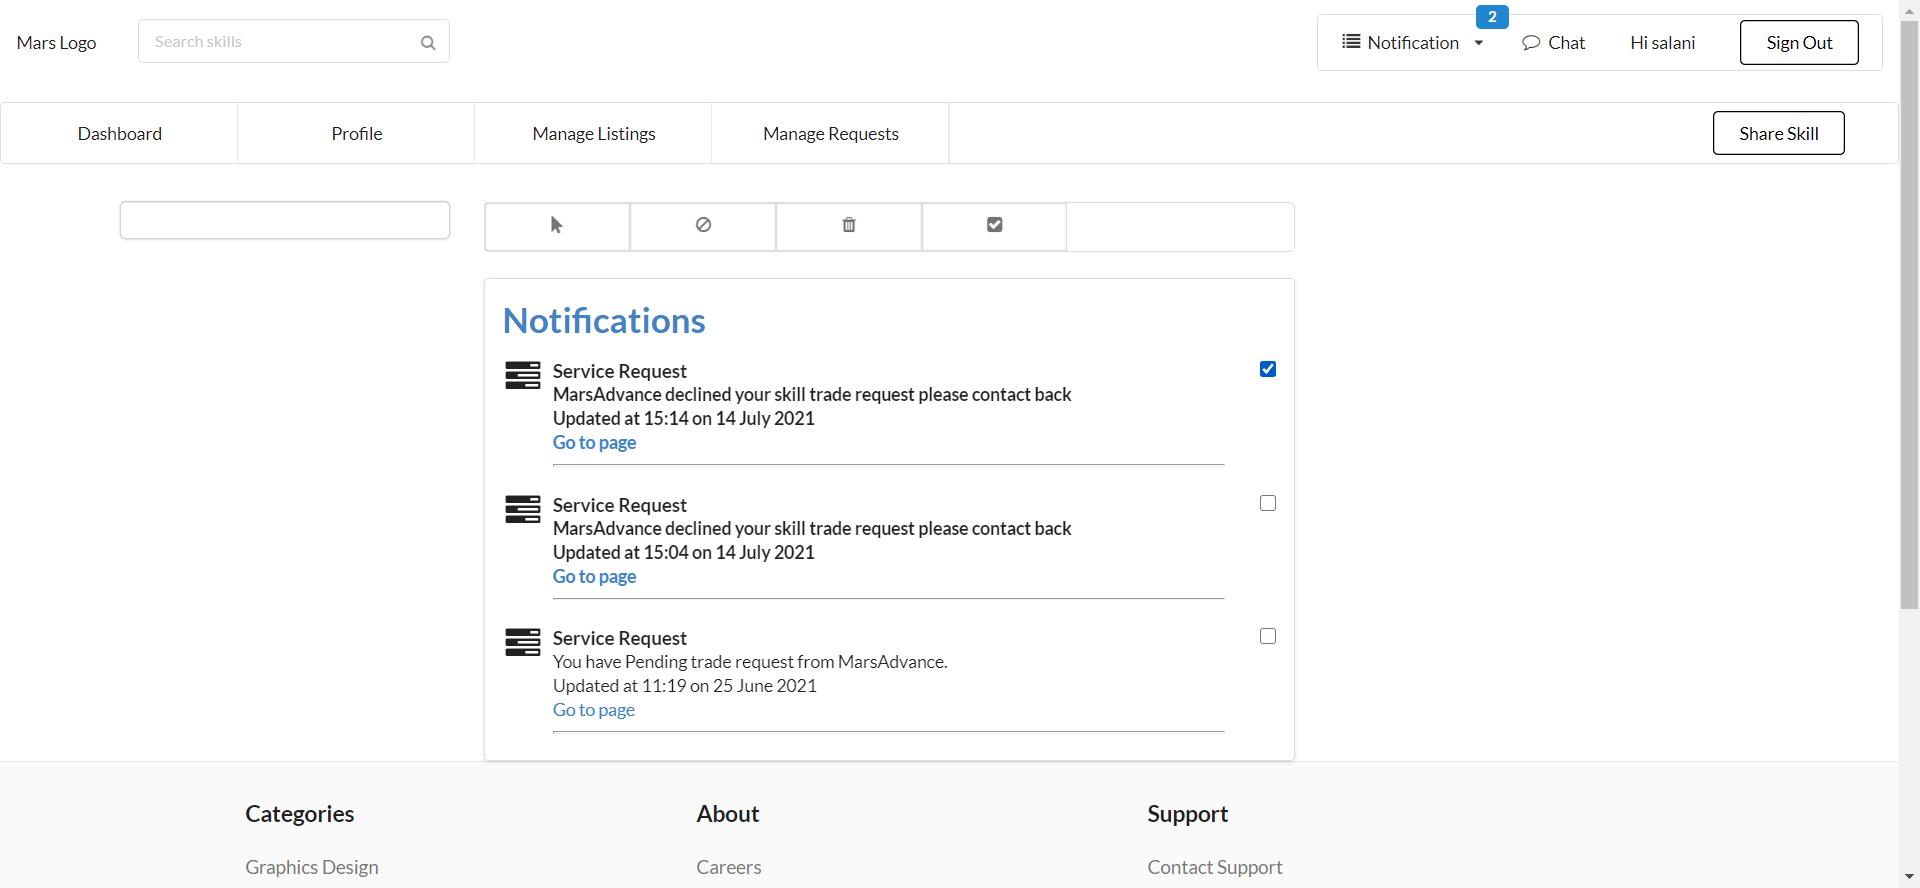 Mars Logo
Search skills
2
Notification
Chat
Hi salani
Sign Out
Dashboard
Profile
Manage Listings
Manage Requests
Share Skill
Notifications
Service Request
MarsAdvance declined your skill trade request please contact back
Updated at 15:14 on 14 July 2021
Go to page
Service Request
MarsAdvance declined your skill trade request please contact back
Updated at 15:04 on 14 July 2021
Go to page
Service Request
You have Pending trade request from MarsAdvance.
Updated at 11:19 on 25 June 2021
Go to page
Categories
About
Support
Graphics Design
Careers
Contact Support